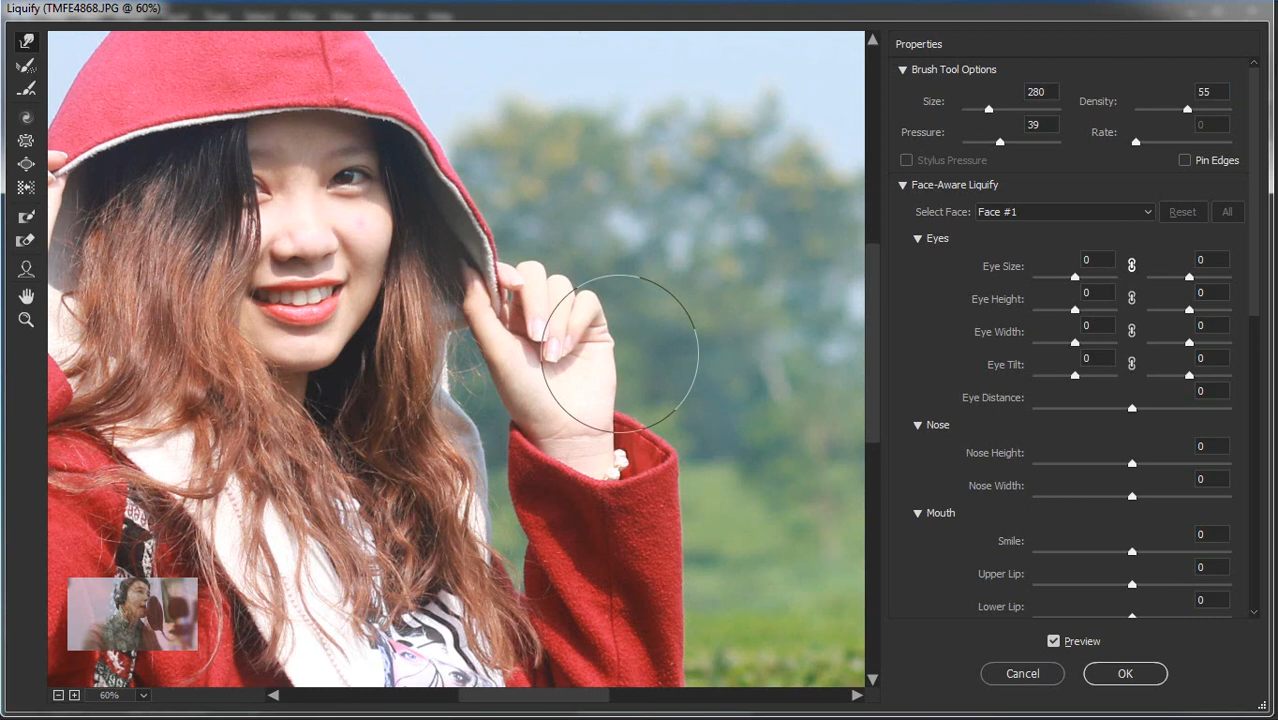 Liquify (TMFE4868.JPG @ 60%)
Properties
Brush Tool Options
Size: 280 Density: 55
Pressure: 39 Rate: 0
Stylus Pressure Pin Edges
Face-Aware Liquify
Select Face: Face #1 Reset All
Eyes
Eye Size: 0 0
Eye Height: 0 0
Eye Width: 0 0
Eye Tilt: 0 0
Eye Distance: 0
Nose
Nose Height: 0
Nose Width: 0
Mouth
Smile: 0
Upper Lip: 0
Lower Lip: 0
Preview
60% Cancel OK